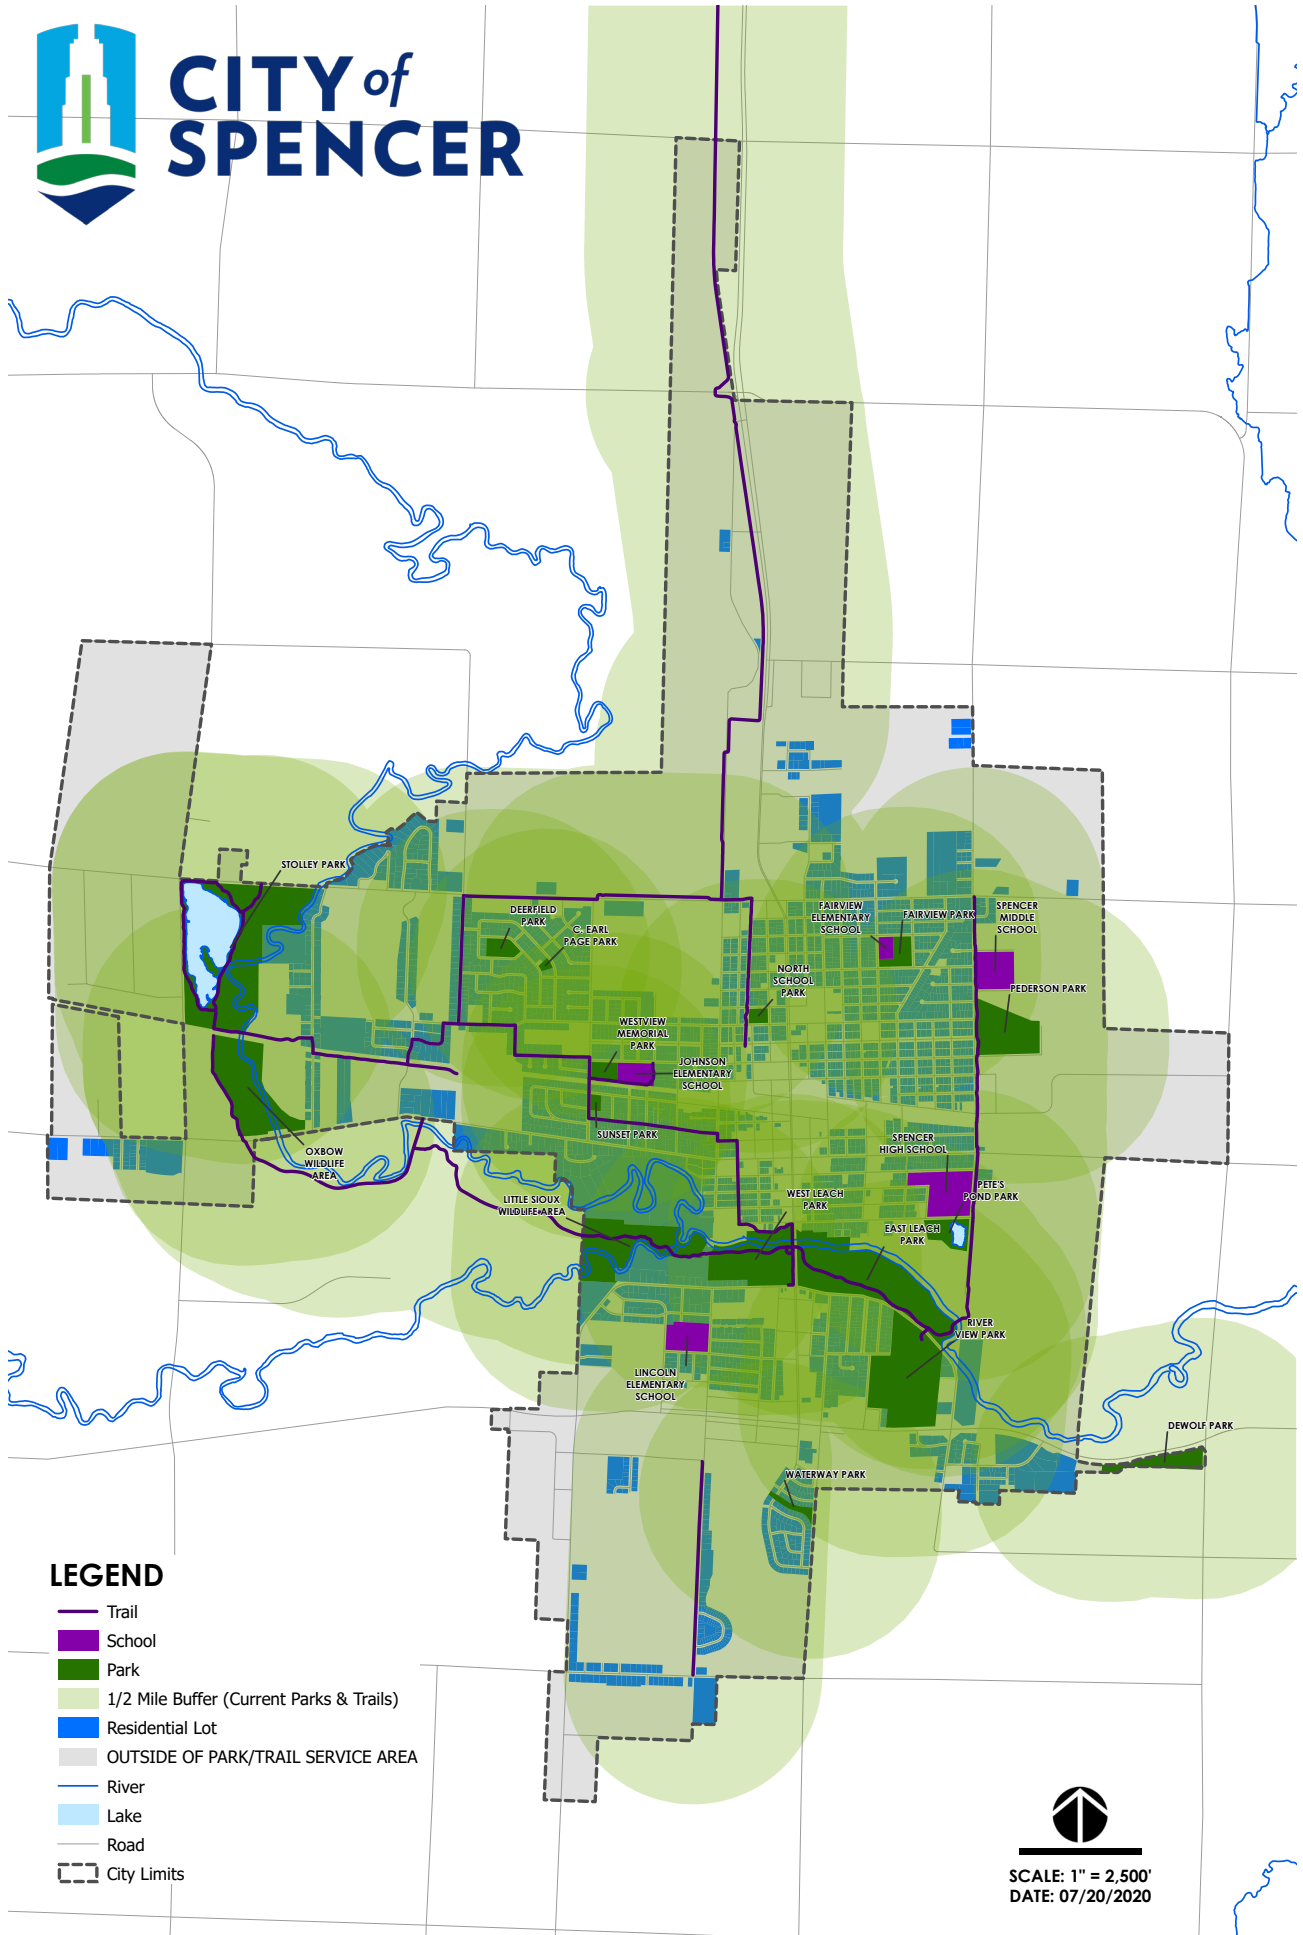 CITY of
SPENCER
STOLLEY PARK
DEERFIELD
PARK
C. EARL
PAGE PARK
FAIRVIEW
ELEMENTARY
SCHOOL
FAIRVIEW PARK
SPENCER
MIDDLE
SCHOOL
NORTH
SCHOOL
PARK
PEDERSON PARK
WESTVIEW
MEMORIAL
PARK
JOHNSON
ELEMENTARY
SCHOOL
SUNSET PARK
SPENCER
HIGH SCHOOL
OXBOW
WILDLIFE
AREA
PETE'S
POND PARK
WEST LEACH
PARK
LITTLE SIOUX
WILDLIFE AREA
EAST LEACH
PARK
RIVER
VIEW PARK
LINCOLN
ELEMENTARY
SCHOOL
DEWOLF PARK
WATERWAY PARK
LEGEND
Trail
School
Park
1/2 Mile Buffer (Current Parks & Trails)
Residential Lot
OUTSIDE OF PARK/TRAIL SERVICE AREA
River
Lake
Road
City Limits
SCALE: 1" = 2,500'
DATE: 07/20/2020